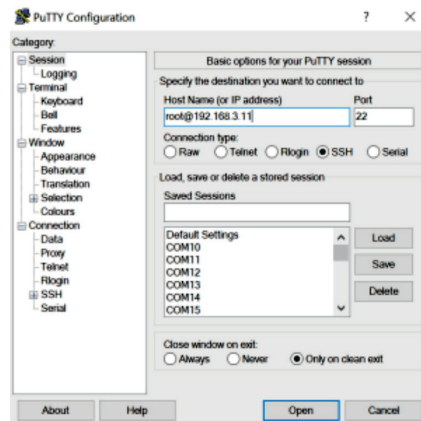 PuTTY Configuration
?
Category:
Session
Logging
Terminal
Keyboard
Bell
Features
Window
Appearance
Behaviour
Translation
Selection
Colours
Connection
Data
Proxy
Telnet
Rlogin
SSH
Serial
Basic options for your PuTTY session
Specify the destination you want to connect to
Host Name (or IP address) Port
root@192.168.3.11 22
Connection type:
Raw Telnet Rlogin SSH Serial
Load, save or delete a stored session
Saved Sessions
Default Settings
COM10
COM11
COM12
COM13
COM14
COM15
Load
Save
Delete
Close window on exit:
Always Never Only on clean exit
About Help Open Cancel